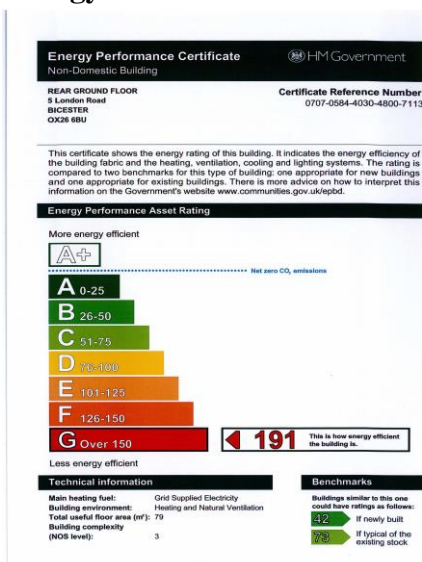 Energy Performance Certificate
HM Government
Non-Domestic Building
REAR GROUND FLOOR
5 London Road
BICESTER
OX26 6BU
Certificate Reference Number:
0707-0584-4030-4800-7113
This certificate shows the energy rating of this building. It indicates the energy efficiency of
the building fabric and the heating, ventilation, cooling and lighting systems. The rating is
compared to two benchmarks for this type of building: one appropriate for new buildings
and one appropriate for existing buildings. There is more advice on how to interpret this
information on the Government's website www.communities.gov.uk/epbd.
Energy Performance Asset Rating
More energy efficient
A+
Net zero CO₂ emissions
A 0-25
B 26-50
C 51-75
D 76-100
E 101-125
F 126-150
G Over 150
191
This is how energy efficient
the building is.
Less energy efficient
Technical information
Main heating fuel: Grid Supplied Electricity
Building environment: Heating and Natural Ventilation
Total useful floor area (m²): 79
Building complexity
(NOS level): 3
Benchmarks
Buildings similar to this one
could have ratings as follows:
42 If newly built
73 If typical of the
existing stock